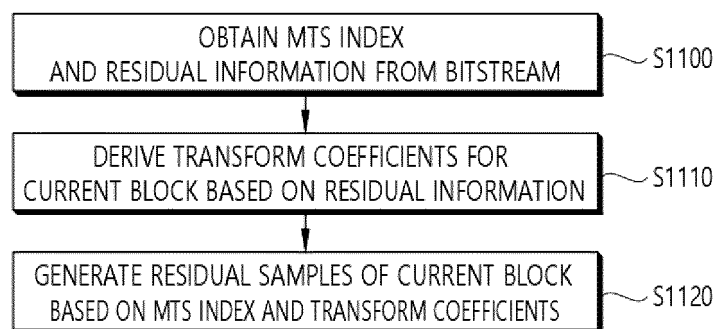 OBTAIN MTS INDEX
AND RESIDUAL INFORMATION FROM BITSTREAM
S1100
DERIVE TRANSFORM COEFFICIENTS FOR
CURRENT BLOCK BASED ON RESIDUAL INFORMATION
S1110
GENERATE RESIDUAL SAMPLES OF CURRENT BLOCK
BASED ON MTS INDEX AND TRANSFORM COEFFICIENTS
S1120